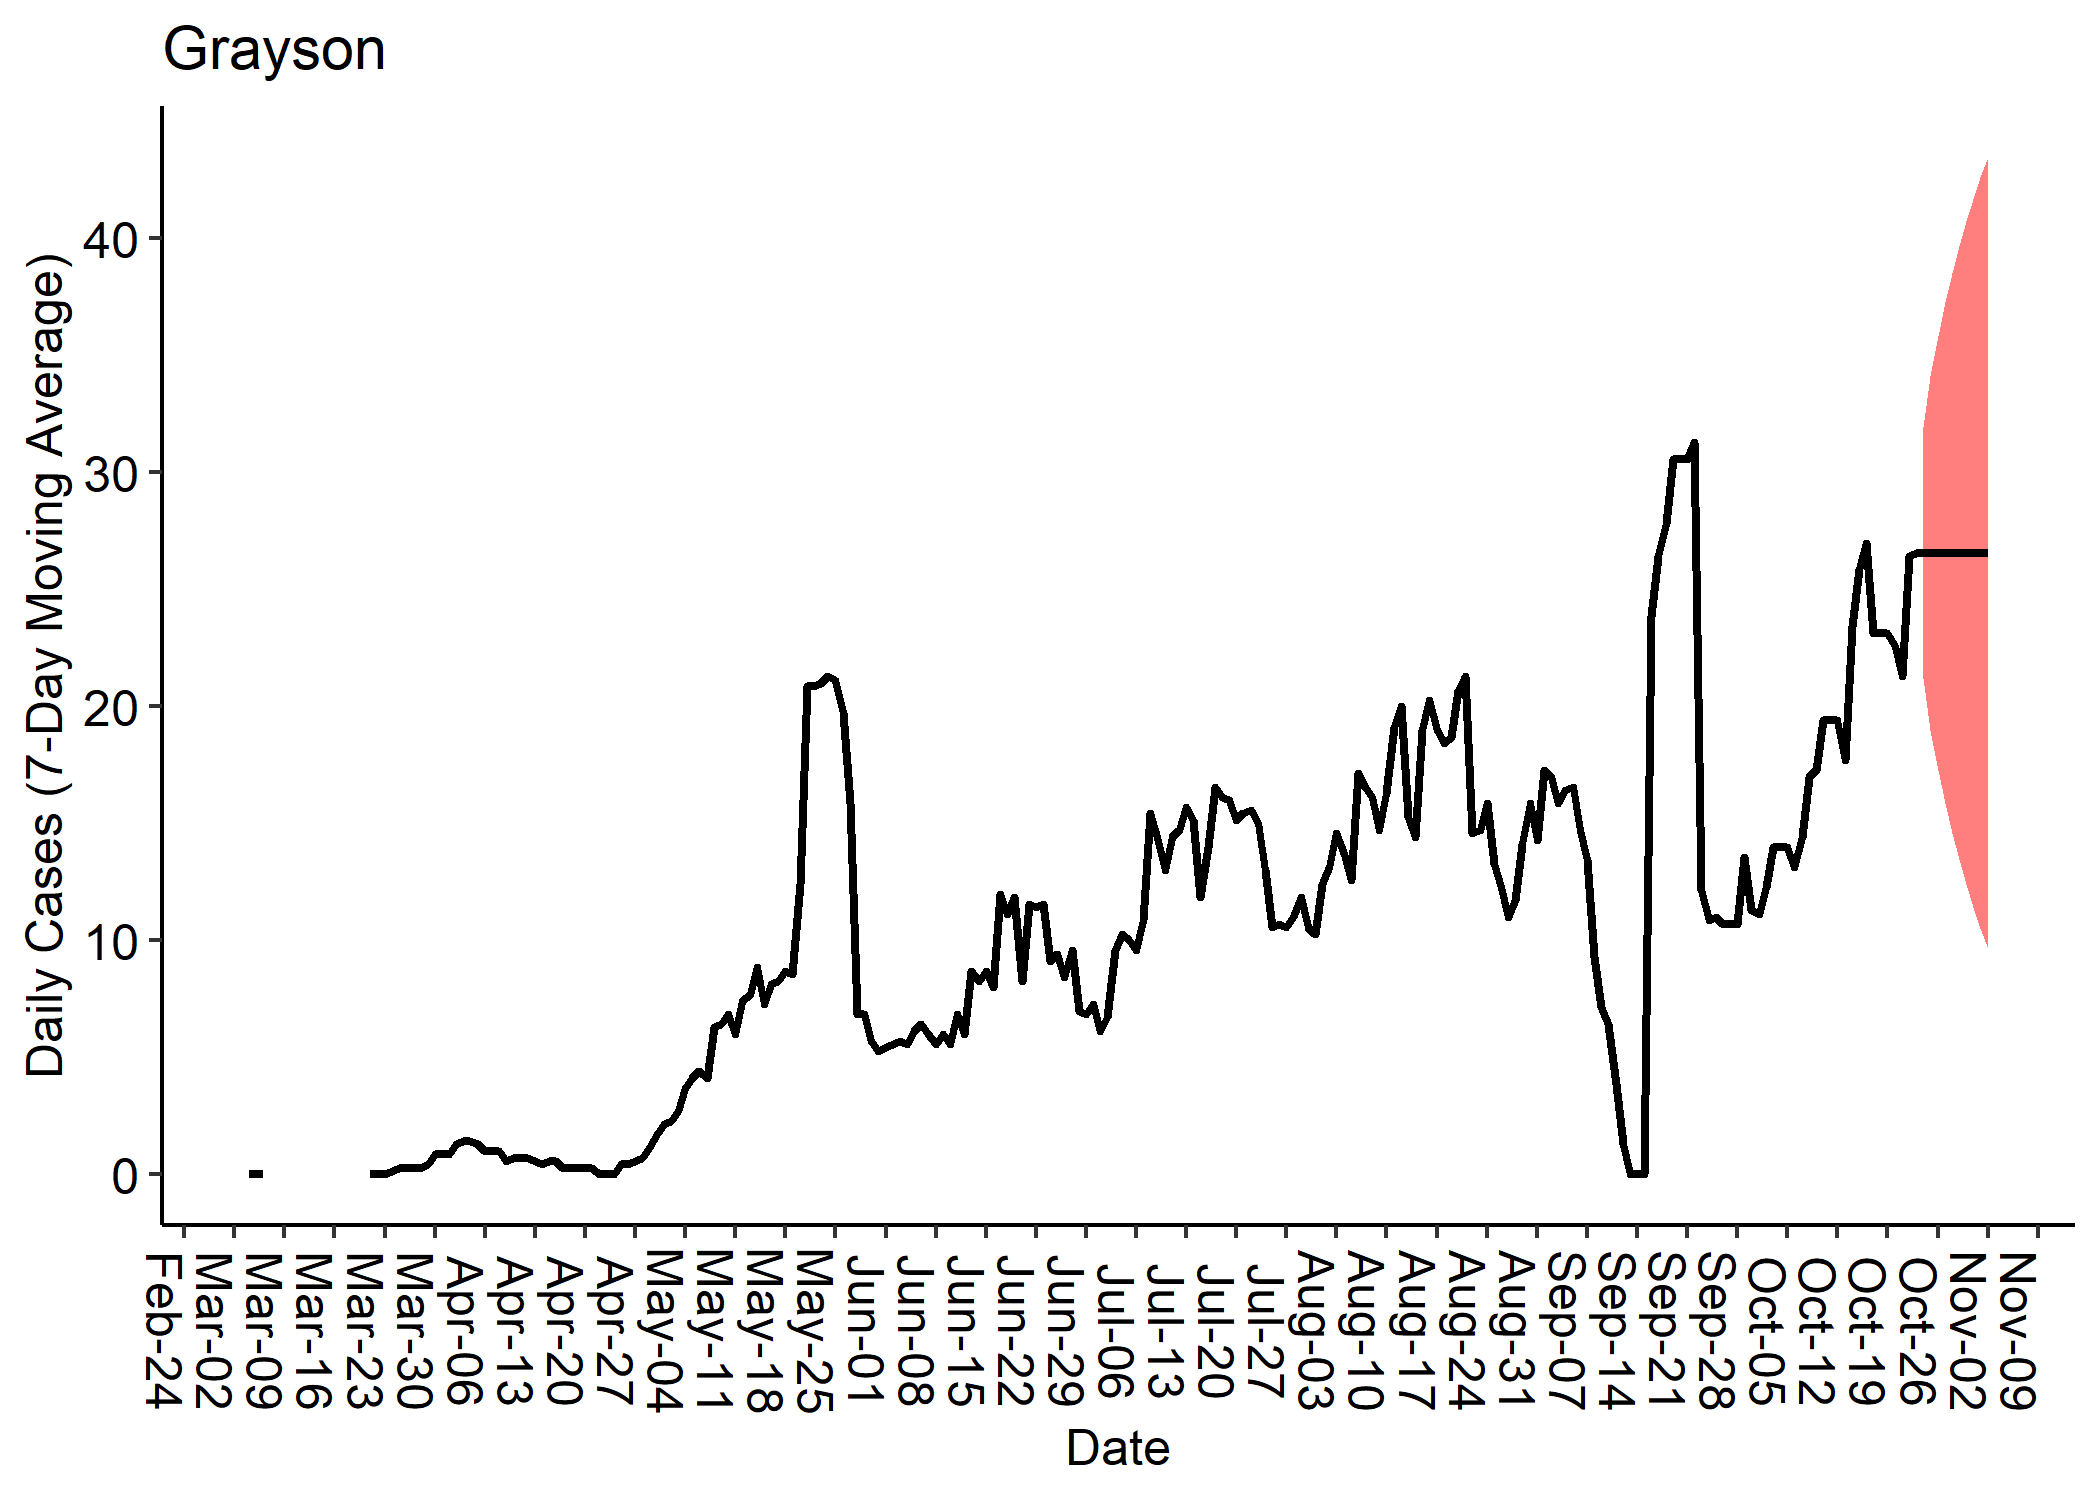 Grayson
Daily Cases (7-Day Moving Average)
40
30
20
10
0
Feb-24
Mar-02
Mar-09
Mar-16
Mar-23
Mar-30
Apr-06
Apr-13
Apr-20
Apr-27
May-04
May-11
May-18
May-25
Jun-01
Jun-08
Jun-15
Jun-22
Jun-29
Jul-06
Jul-13
Jul-20
Jul-27
Aug-03
Aug-10
Aug-17
Aug-24
Aug-31
Sep-07
Sep-14
Sep-21
Sep-28
Oct-05
Oct-12
Oct-19
Oct-26
Nov-02
Nov-09
Date